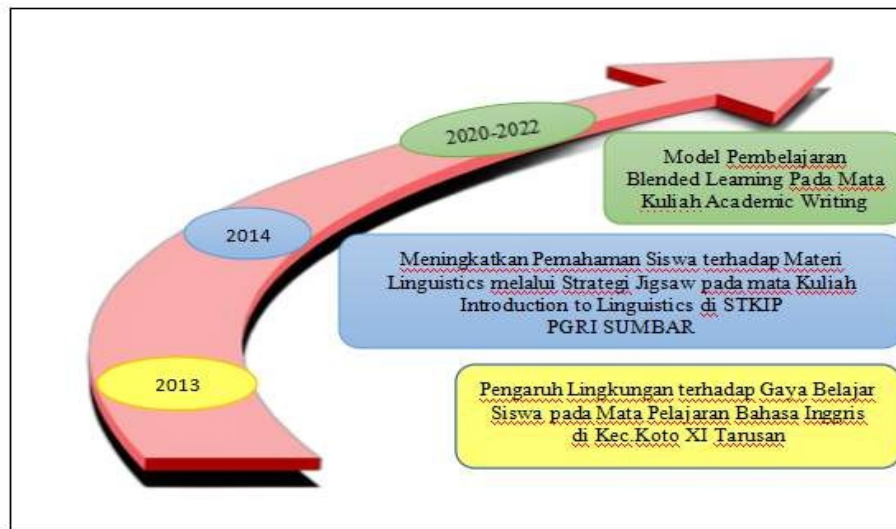 2020-2022
Model Pembelajaran
Blended Learning Pada Mata
Kuliah Academic Writing
2014
Meningkatkan Pemahaman Siswa terhadap Materi
Linguistics melalui Strategi Jigsaw pada mata Kuliah
Introduction to Linguistics di STKIP
PGRI SUMBAR
2013
Pengaruh Lingkungan terhadap Gaya Belajar
Siswa pada Mata Pelajaran Bahasa Inggris
di Kec.Koto XI Tarusan